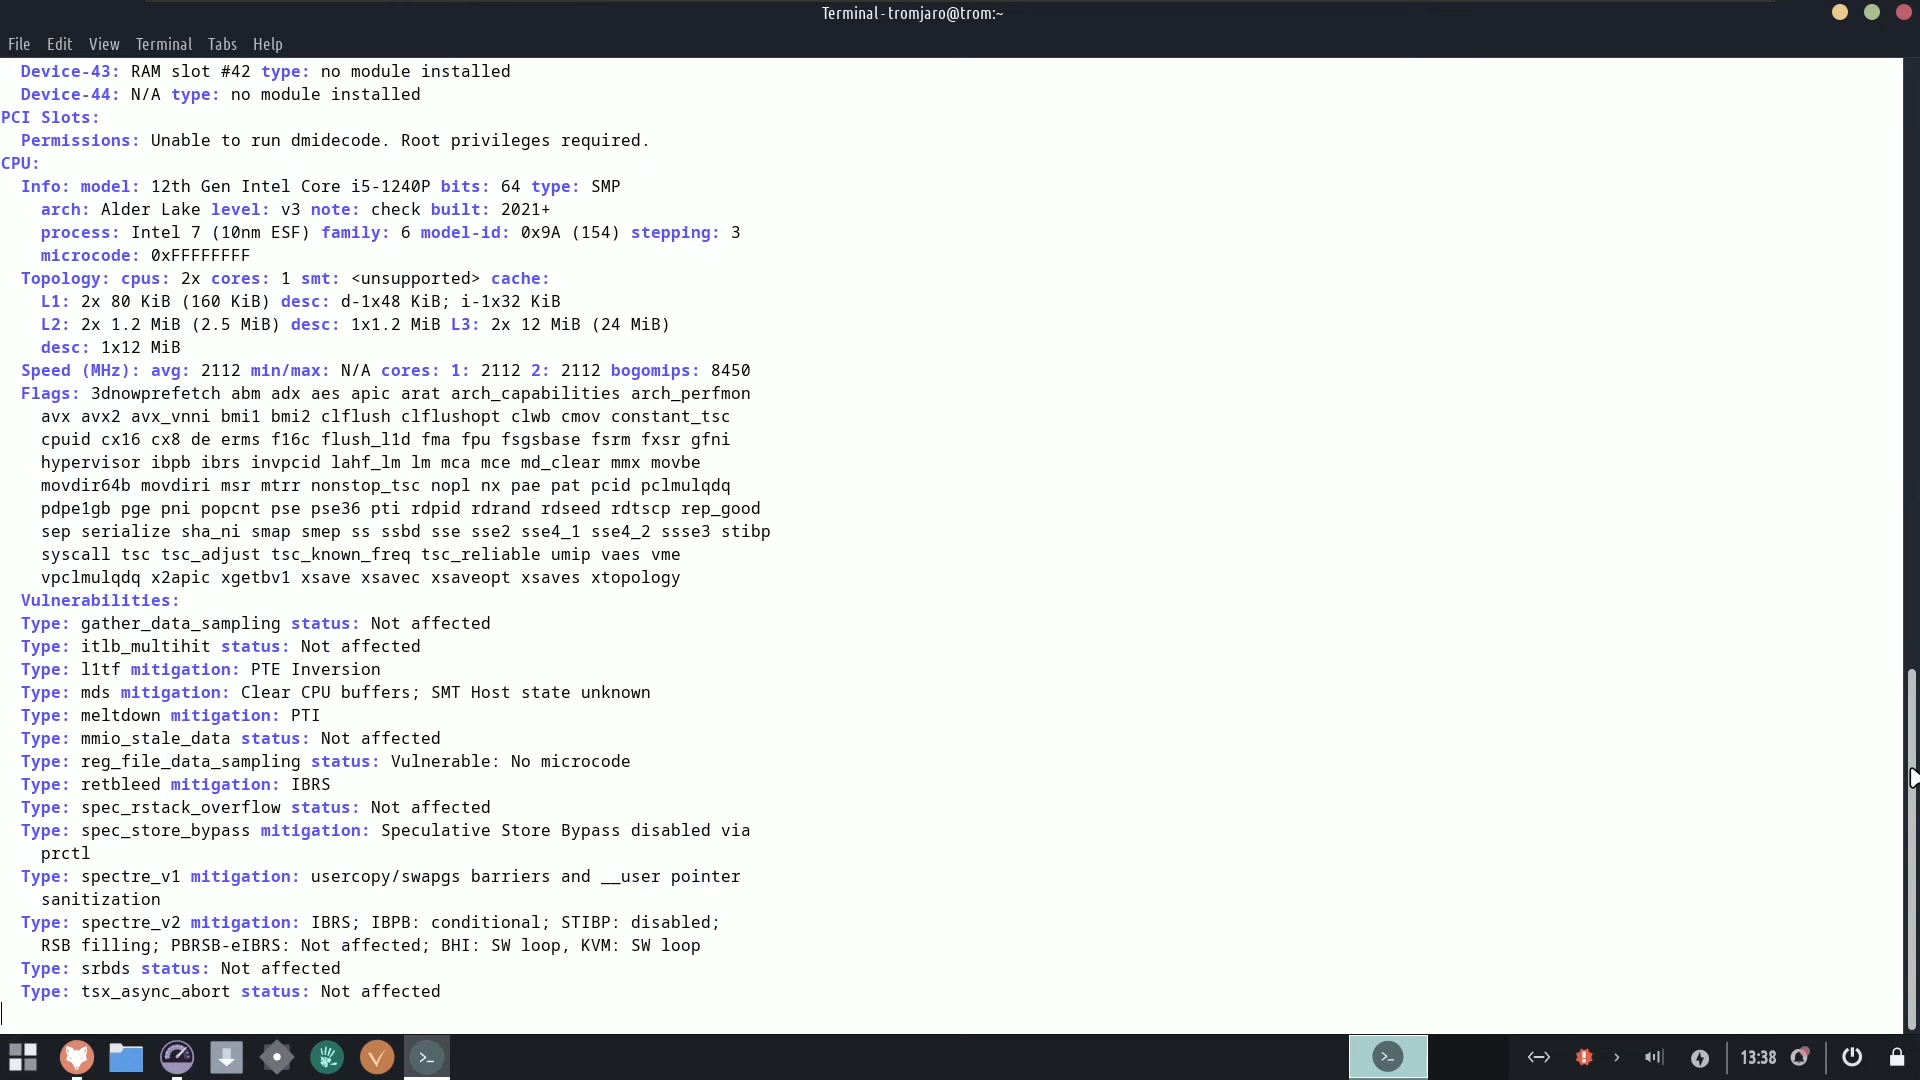 Terminal - tromjaro@trom:~
File Edit View Terminal Tabs Help
Device-43: RAM slot #42 type: no module installed
Device-44: N/A type: no module installed
PCI Slots:
Permissions: Unable to run dmidecode. Root privileges required.
CPU:
Info: model: 12th Gen Intel Core i5-1240P bits: 64 type: SMP
arch: Alder Lake level: v3 note: check built: 2021+
process: Intel 7 (10nm ESF) family: 6 model-id: 0x9A (154) stepping: 3
microcode: 0xFFFFFFFF
Topology: cpus: 2x cores: 1 smt: <unsupported> cache:
L1: 2x 80 KiB (160 KiB) desc: d-1x48 KiB; i-1x32 KiB
L2: 2x 1.2 MiB (2.5 MiB) desc: 1x1.2 MiB L3: 2x 12 MiB (24 MiB)
desc: 1x12 MiB
Speed (MHz): avg: 2112 min/max: N/A cores: 1: 2112 2: 2112 bogomips: 8450
Flags: 3dnowprefetch abm adx aes apic arat arch_capabilities arch_perfmon
avx avx2 avx_vnni bmi1 bmi2 clflush clflushopt clwb cmov constant_tsc
cpuid cx16 cx8 de erms f16c flush_l1d fma fpu fsgsbase fsrm fxsr gfni
hypervisor ibpb ibrs invpcid lahf_lm lm mca mce md_clear mmx movbe
movdir64b movdiri msr mtrr nonstop_tsc nopl nx pae pat pcid pclmulqdq
pdpe1gb pge pni popcnt pse pse36 pti rdpid rdrand rdseed rdtscp rep_good
sep serialize sha_ni smap smep ss ssbd sse sse2 sse4_1 sse4_2 ssse3 stibp
syscall tsc tsc_adjust tsc_known_freq tsc_reliable umip vaes vme
vpclmulqdq x2apic xgetbv1 xsave xsavec xsaveopt xsaves xtopology
Vulnerabilities:
Type: gather_data_sampling status: Not affected
Type: itlb_multihit status: Not affected
Type: l1tf mitigation: PTE Inversion
Type: mds mitigation: Clear CPU buffers; SMT Host state unknown
Type: meltdown mitigation: PTI
Type: mmio_stale_data status: Not affected
Type: reg_file_data_sampling status: Vulnerable: No microcode
Type: retbleed mitigation: IBRS
Type: spec_rstack_overflow status: Not affected
Type: spec_store_bypass mitigation: Speculative Store Bypass disabled via
prctl
Type: spectre_v1 mitigation: usercopy/swapgs barriers and __user pointer
sanitization
Type: spectre_v2 mitigation: IBRS; IBPB: conditional; STIBP: disabled;
RSB filling; PBRSB-eIBRS: Not affected; BHI: SW loop, KVM: SW loop
Type: srbds status: Not affected
Type: tsx_async_abort status: Not affected
13:38